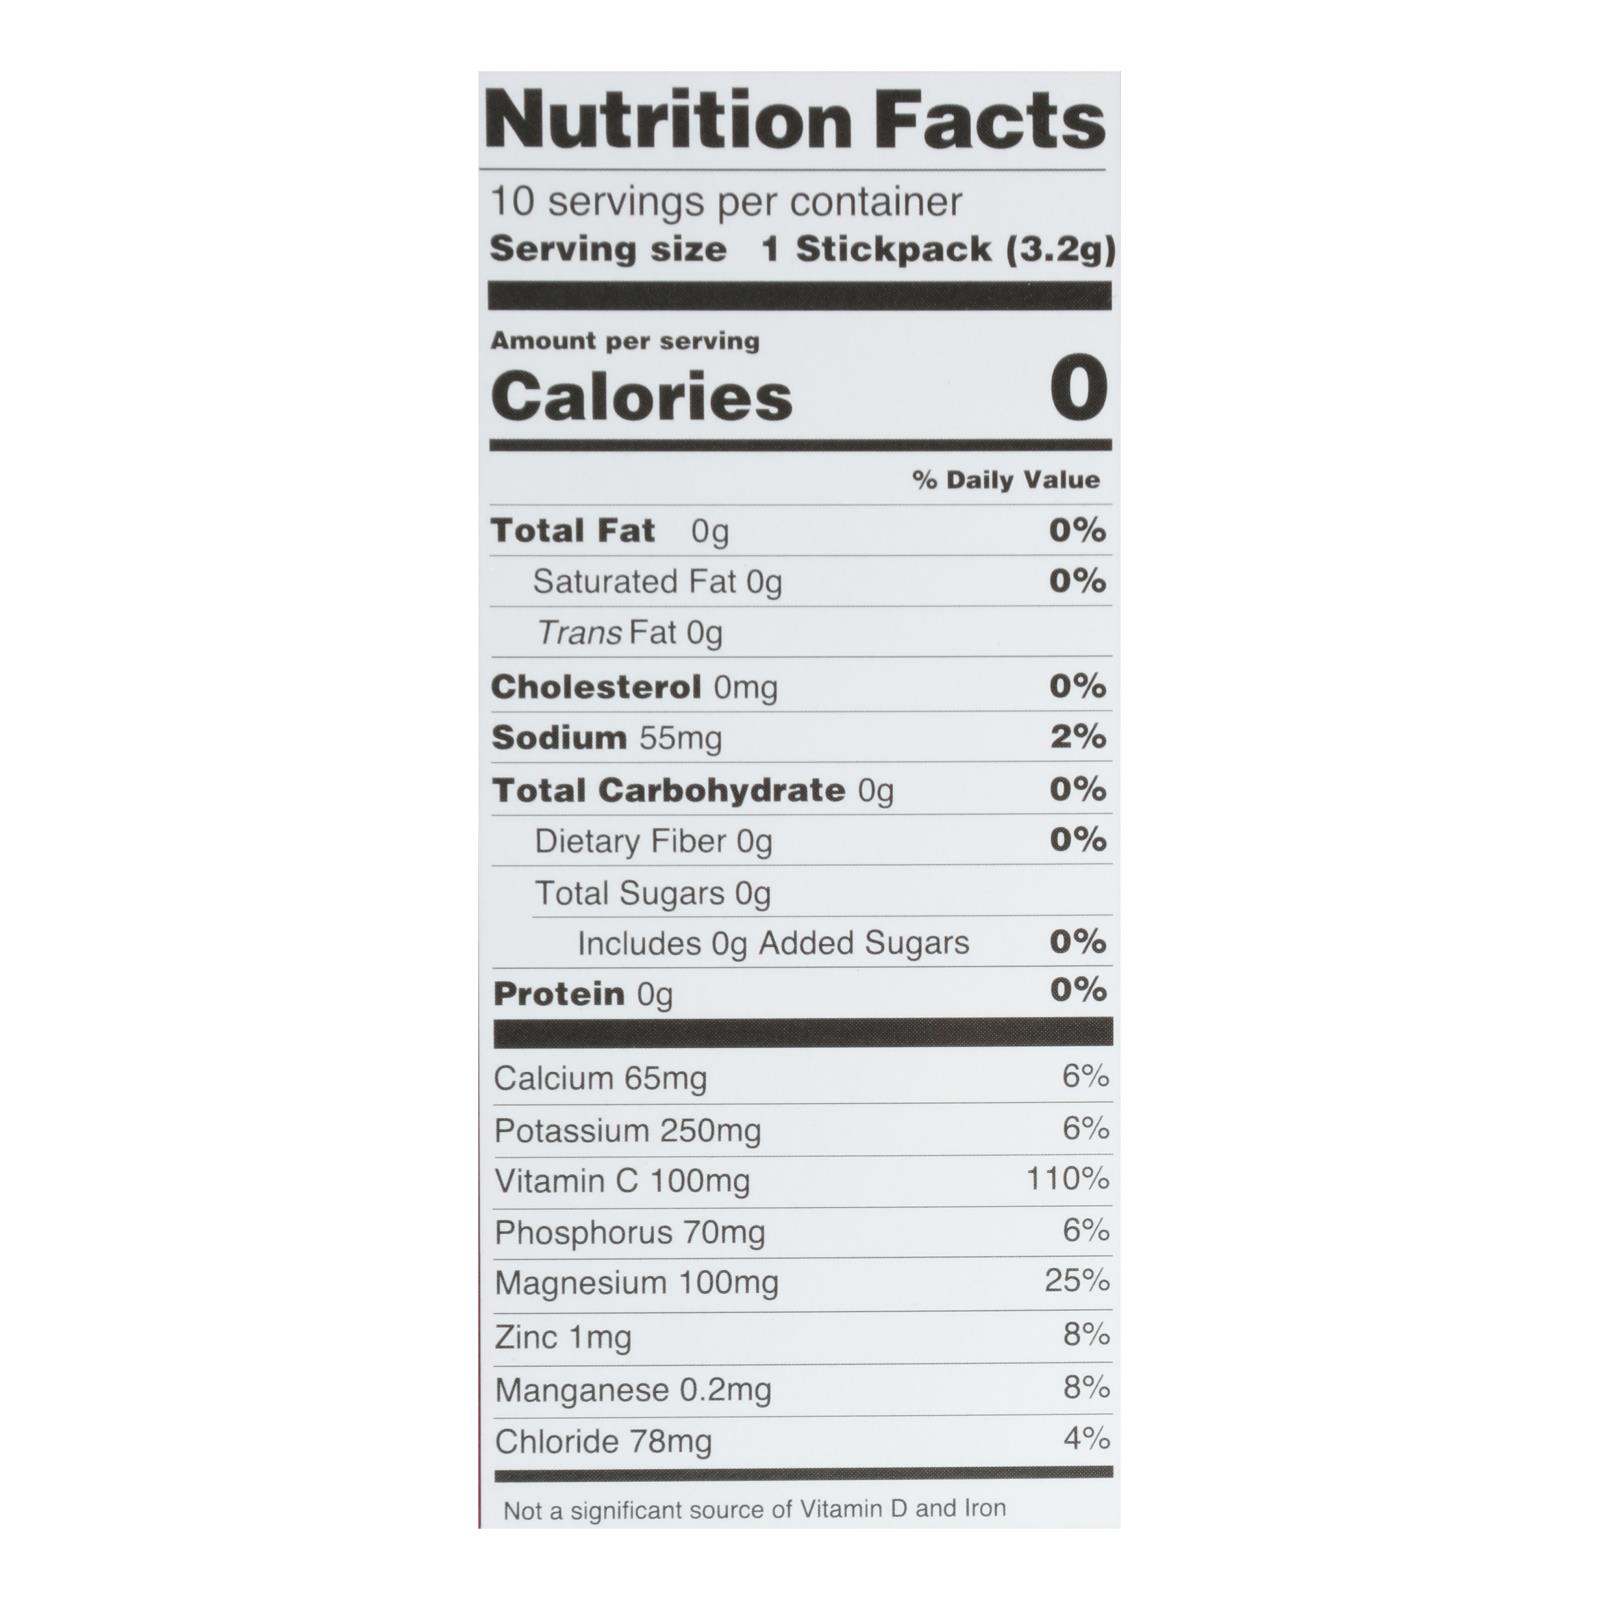 Nutrition Facts
10 servings per container
Serving size 1 Stickpack (3.2g)
Amount per serving
Calories 0
% Daily Value
Total Fat 0g 0%
Saturated Fat 0g 0%
Trans Fat 0g
Cholesterol 0mg 0%
Sodium 55mg 2%
Total Carbohydrate 0g 0%
Dietary Fiber 0g 0%
Total Sugars 0g
Includes 0g Added Sugars 0%
Protein 0g 0%
Calcium 65mg 6%
Potassium 250mg 6%
Vitamin C 100mg 110%
Phosphorus 70mg 6%
Magnesium 100mg 25%
Zinc 1mg 8%
Manganese 0.2mg 8%
Chloride 78mg 4%
Not a significant source of Vitamin D and Iron